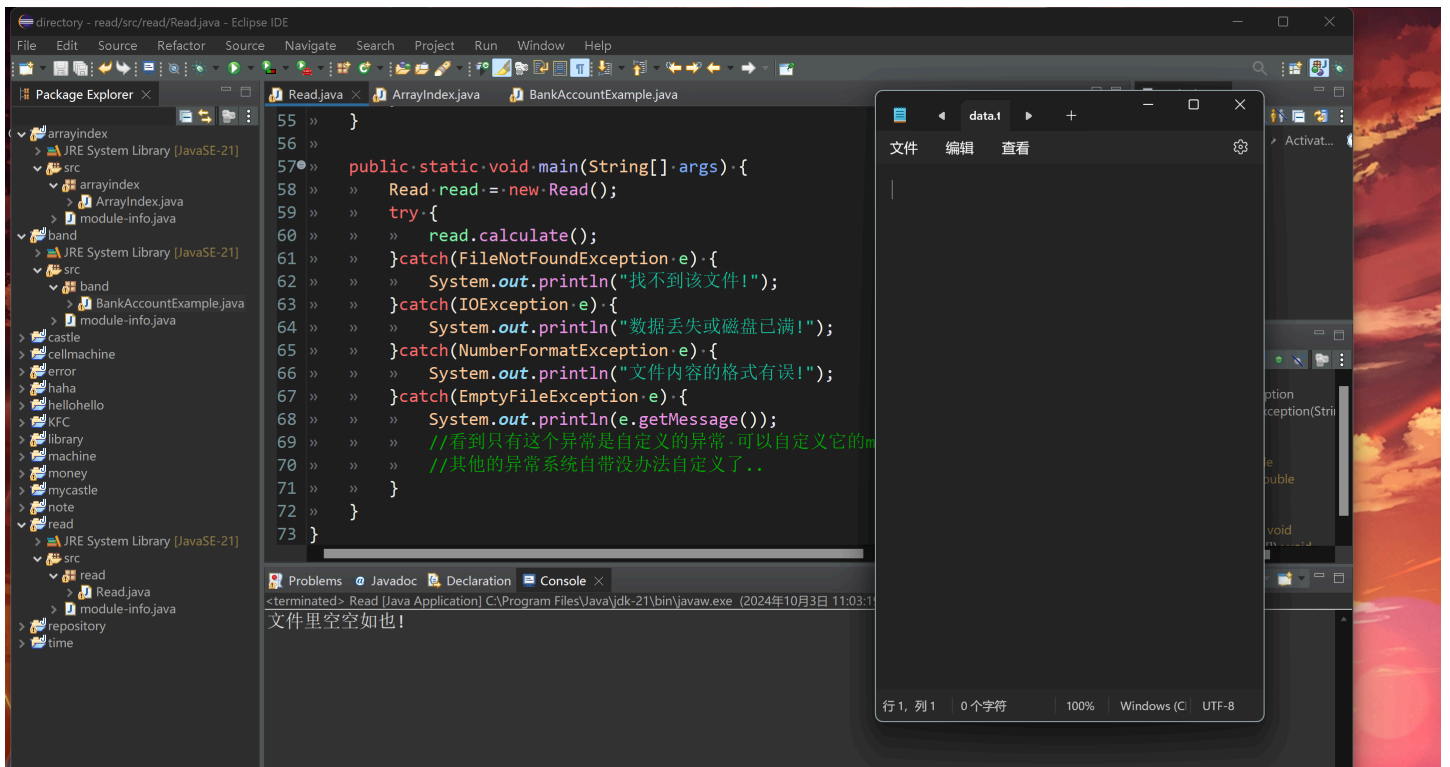 directory - read/src/read/Read.java - Eclipse IDE
File Edit Source Refactor Source Navigate Search Project Run Window Help
Package Explorer
arrayindex
JRE System Library [JavaSE-21]
src
arrayindex
ArrayIndex.java
module-info.java
band
JRE System Library [JavaSE-21]
src
band
BankAccountExample.java
module-info.java
castle
cellmachine
error
haha
hellohello
KFC
library
machine
money
mycastle
note
read
JRE System Library [JavaSE-21]
src
read
Read.java
module-info.java
repository
time
Read.java ArrayIndex.java BankAccountExample.java
55 }
56
57 public static void main(String[] args) {
58 Read read = new Read();
59 try {
60 read.calculate();
61 }catch(FileNotFoundException e) {
62 System.out.println("找不到该文件!");
63 }catch(IOException e) {
64 System.out.println("数据丢失或磁盘已满!");
65 }catch(NumberFormatException e) {
66 System.out.println("文件内容的格式有误!");
67 }catch(EmptyFileException e) {
68 System.out.println(e.getMessage());
69 //看到只有这个异常是自定义的异常 可以自定义它的m
70 //其他的异常系统自带没办法自定义了..
71 }
72 }
73 }
Problems Javadoc Declaration Console
<terminated> Read [Java Application] C:\Program Files\Java\jdk-21\bin\javaw.exe (2024年10月3日 11:03:19
文件里空空如也!
data.t
文件 编辑 查看
行 1, 列 1 0 个字符 100% Windows (C UTF-8
Activat...
ption
ception(Stri
le
ouble
void